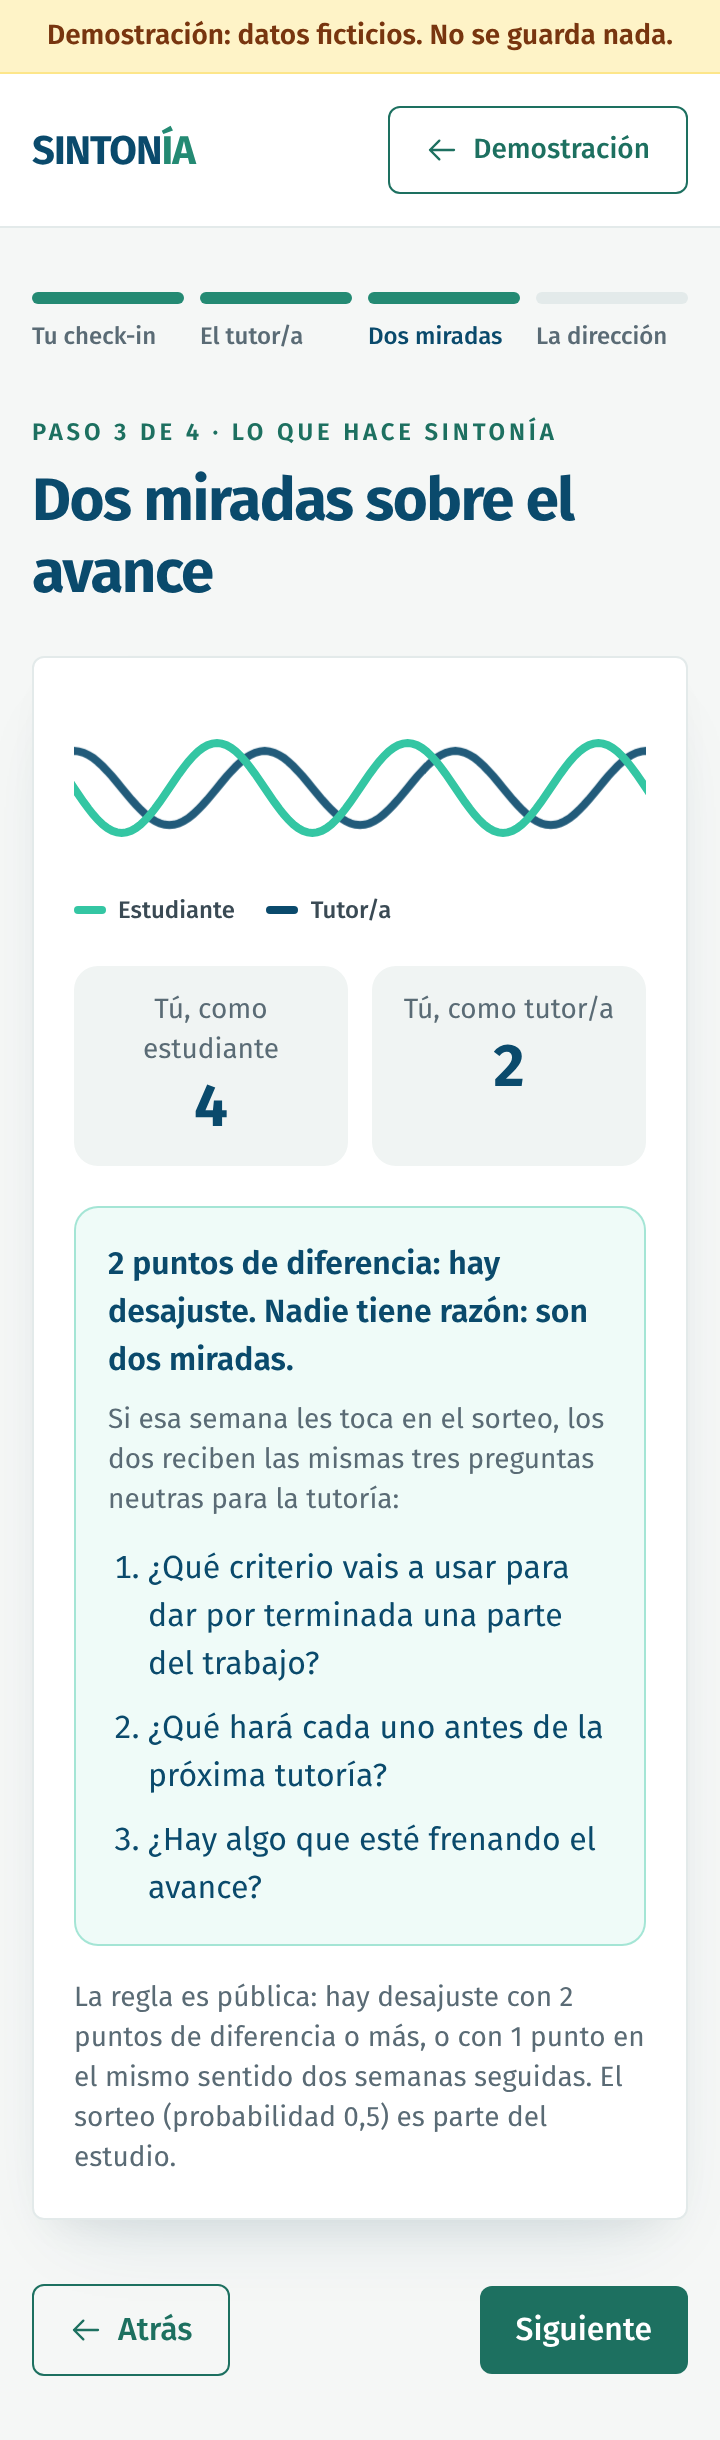 Demostración: datos ficticios. No se guarda nada.
SINTONÍA
← Demostración
Tu check-in
El tutor/a
Dos miradas
La dirección
PASO 3 DE 4 · LO QUE HACE SINTONÍA
Dos miradas sobre el
avance
Estudiante
Tutor/a
Tú, como
estudiante
4
Tú, como tutor/a
2
2 puntos de diferencia: hay
desajuste. Nadie tiene razón: son
dos miradas.
Si esa semana les toca en el sorteo, los
dos reciben las mismas tres preguntas
neutras para la tutoría:
1. ¿Qué criterio vais a usar para
dar por terminada una parte
del trabajo?
2. ¿Qué hará cada uno antes de la
próxima tutoría?
3. ¿Hay algo que esté frenando el
avance?
La regla es pública: hay desajuste con 2
puntos de diferencia o más, o con 1 punto en
el mismo sentido dos semanas seguidas. El
sorteo (probabilidad 0,5) es parte del
estudio.
← Atrás
Siguiente